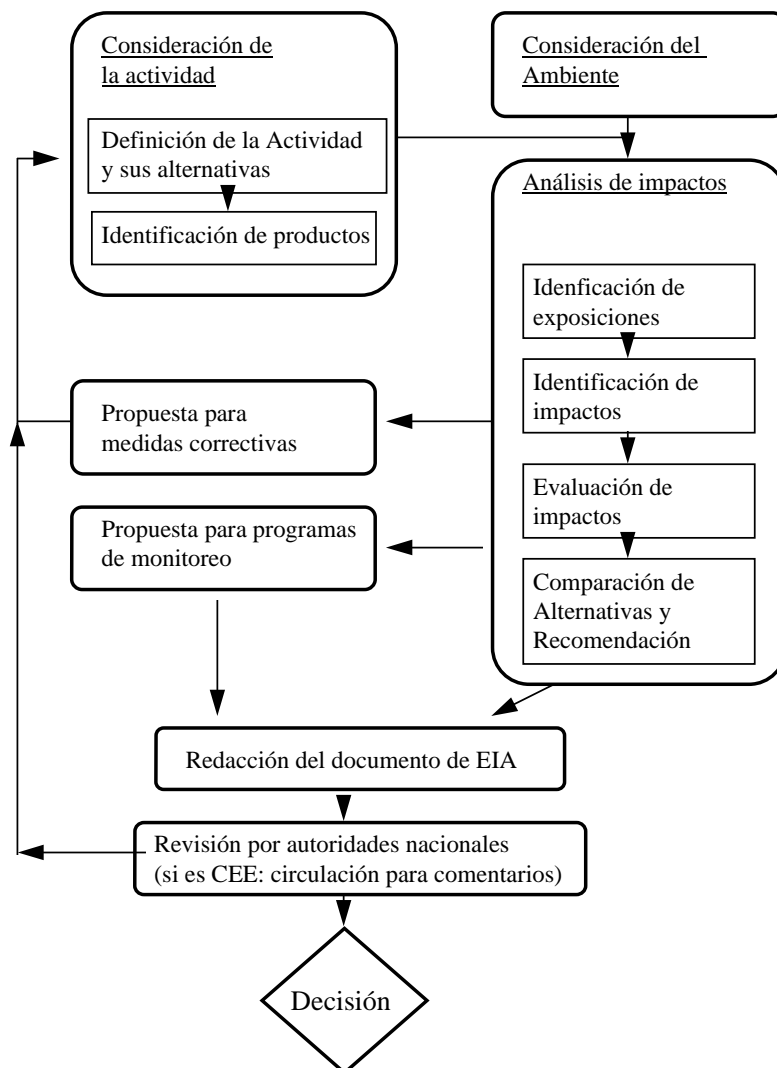 Consideración de
la actividad
Definición de la Actividad
y sus alternativas
Identificación de productos
Consideración del
Ambiente
Análisis de impactos
Idenficación de
exposiciones
Identificación de
impactos
Evaluación de
impactos
Comparación de
Alternativas y
Recomendación
Propuesta para
medidas correctivas
Propuesta para programas
de monitoreo
Redacción del documento de EIA
Revisión por autoridades nacionales
(si es CEE: circulación para comentarios)
Decisión